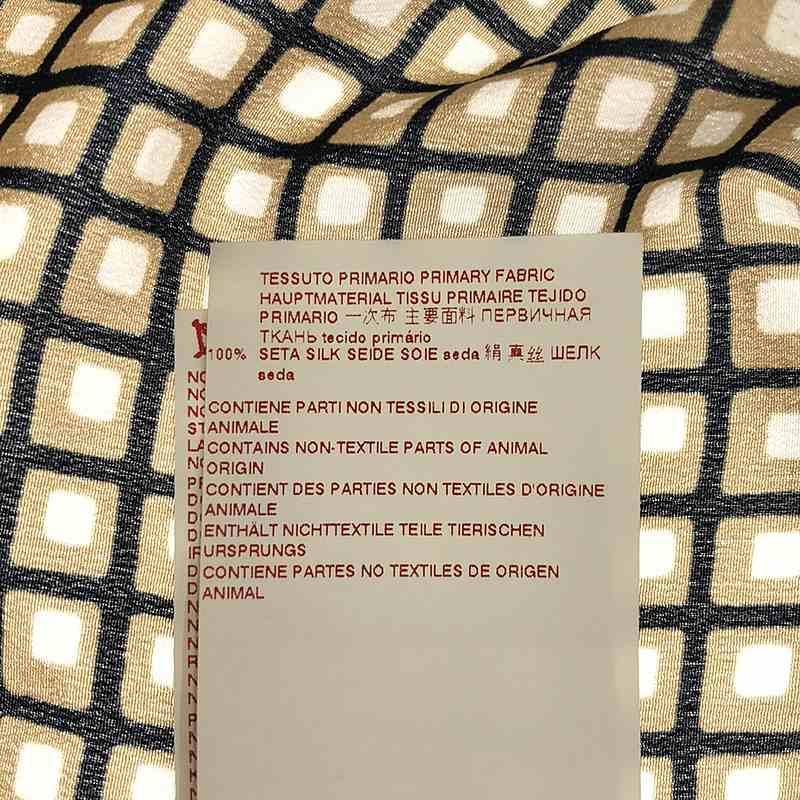 TESSUTO PRIMARIO PRIMARY FABRIC
HAUPTMATERIAL TISSU PRIMAIRE TEJIDO
PRIMARIO 一次布 主要面料 ПЕРВИЧНАЯ
ТКАНЬ tecido primário
100% SETA SILK SEIDE SOIE seda 絹 真丝 ШЕЛК
seda
CONTIENE PARTI NON TESSILI DI ORIGINE
ANIMALE
CONTAINS NON-TEXTILE PARTS OF ANIMAL
ORIGIN
CONTIENT DES PARTIES NON TEXTILES D'ORIGINE
ANIMALE
ENTHÄLT NICHTTEXTILE TEILE TIERISCHEN
URSPRUNGS
CONTIENE PARTES NO TEXTILES DE ORIGEN
ANIMAL